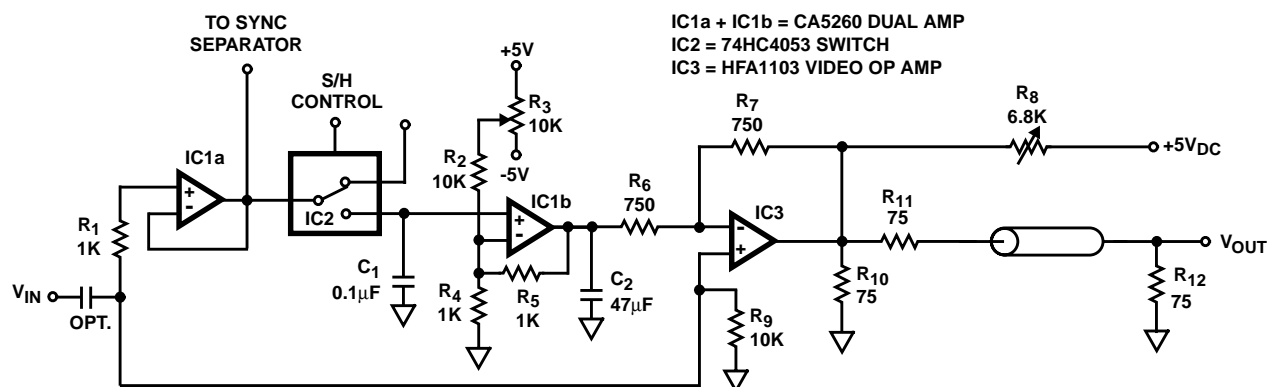 TO SYNC
SEPARATOR
IC1a + IC1b = CA5260 DUAL AMP
IC2 = 74HC4053 SWITCH
IC3 = HFA1103 VIDEO OP AMP
S/H
CONTROL
+5V
R3
10K
-5V
R2
10K
R7
750
R8
6.8K
+5VDC
IC1a
+
-
R1
1K
IC2
IC1b
+
-
R6
750
IC3
-
+
R11
75
VOUT
C1
0.1µF
R4
1K
R5
1K
C2
47µF
R9
10K
R10
75
R12
75
VIN
OPT.